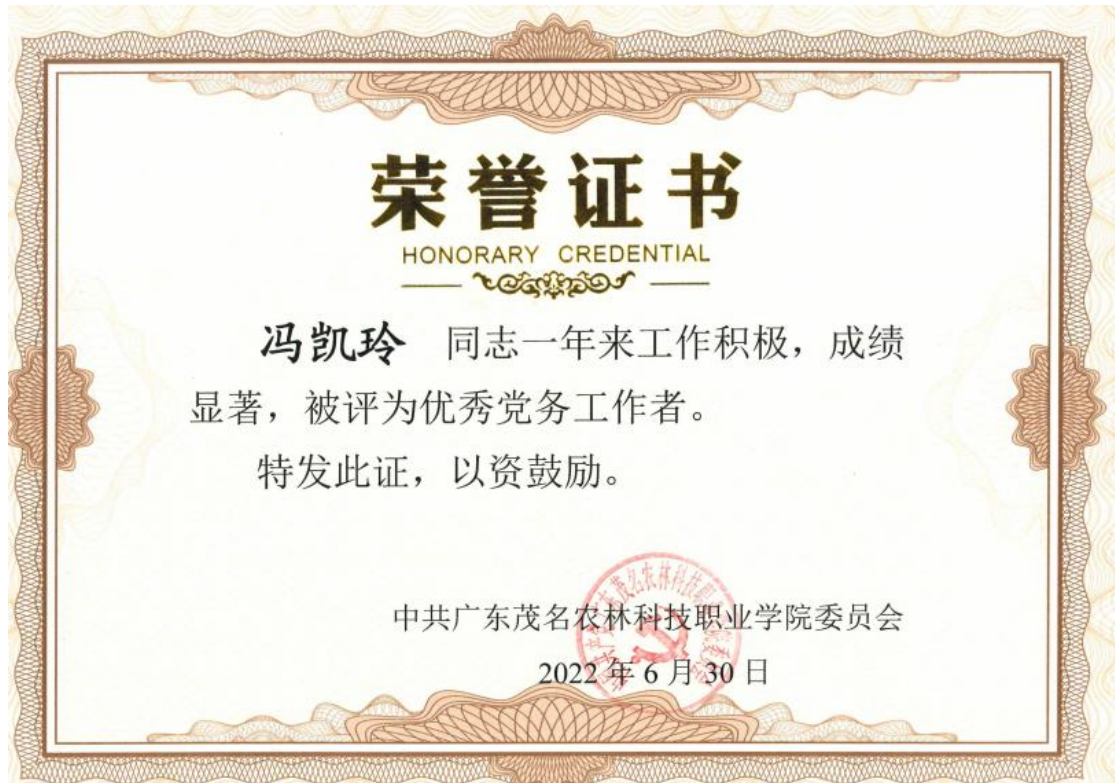 荣誉证书
HONORARY CREDENTIAL
冯凯玲 同志一年来工作积极，成绩
显著，被评为优秀党务工作者。
特发此证，以资鼓励。
中共广东茂名农林科技职业学院委员会
2022年6月30日